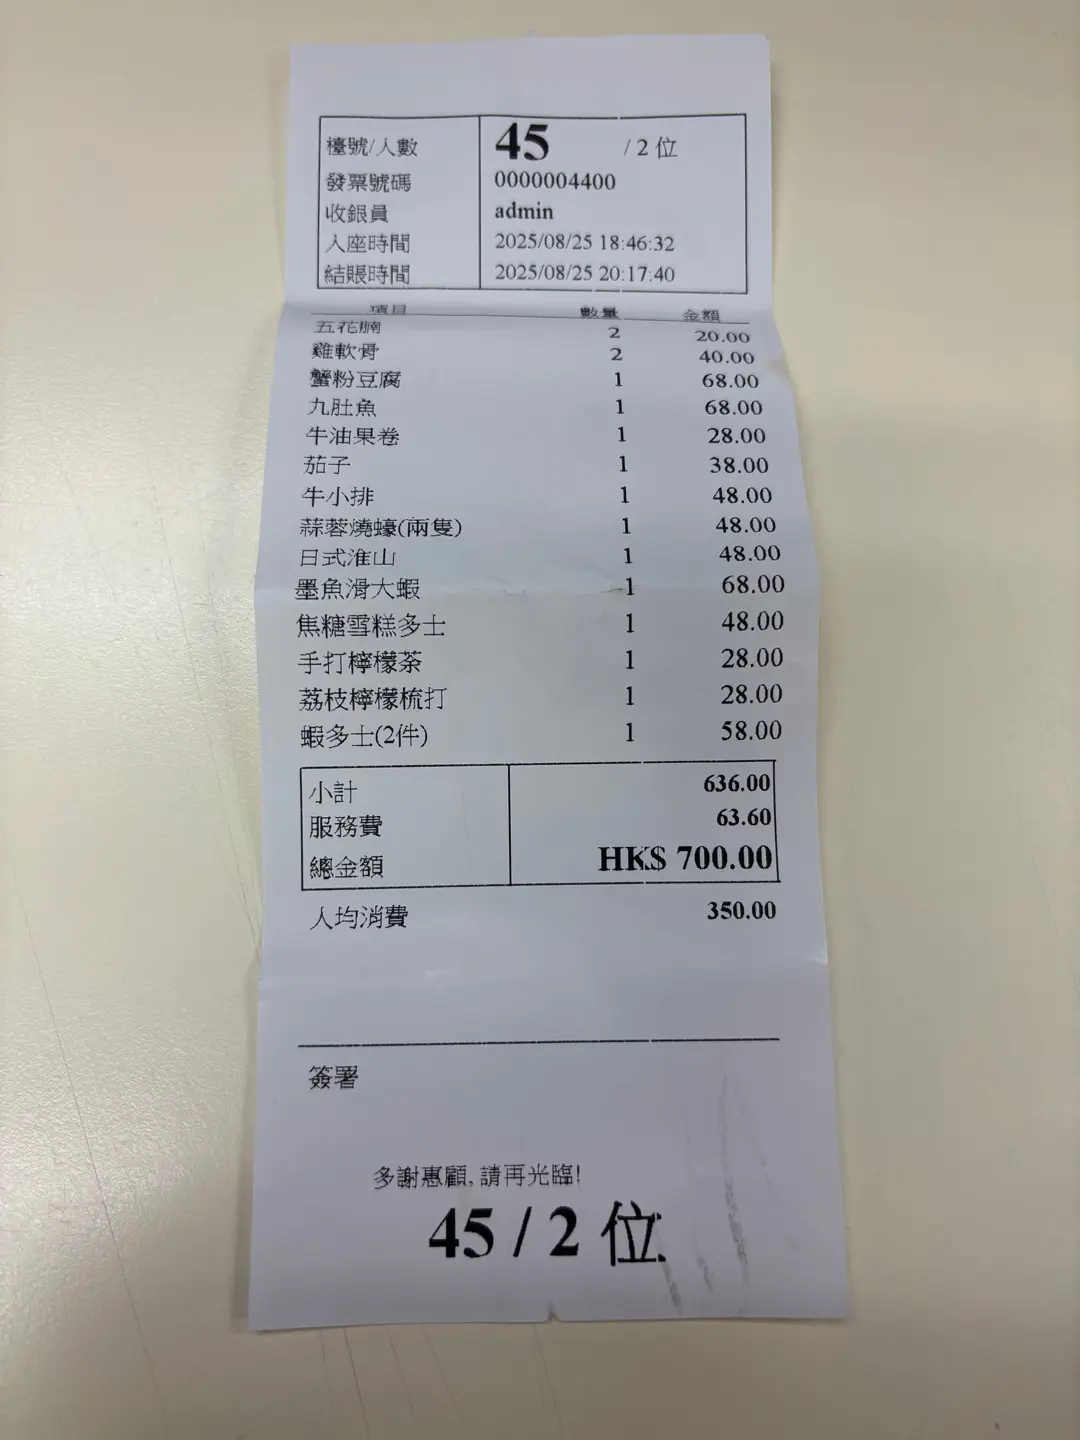 檯號/人數 45 / 2 位
發票號碼 0000004400
收銀員 admin
入座時間 2025/08/25 18:46:32
結賬時間 2025/08/25 20:17:40
項目 數量 金額
五花腩 2 20.00
雞軟骨 2 40.00
蟹粉豆腐 1 68.00
九肚魚 1 68.00
牛油果卷 1 28.00
茄子 1 38.00
牛小排 1 48.00
蒜蓉燒蠔(兩隻) 1 48.00
日式淮山 1 48.00
墨魚滑大蝦 1 68.00
焦糖雪糕多士 1 48.00
手打檸檬茶 1 28.00
荔枝檸檬梳打 1 28.00
蝦多士(2件) 1 58.00
小計 636.00
服務費 63.60
總金額 HK$ 700.00
人均消費 350.00
簽署
多謝惠顧, 請再光臨!
45 / 2 位